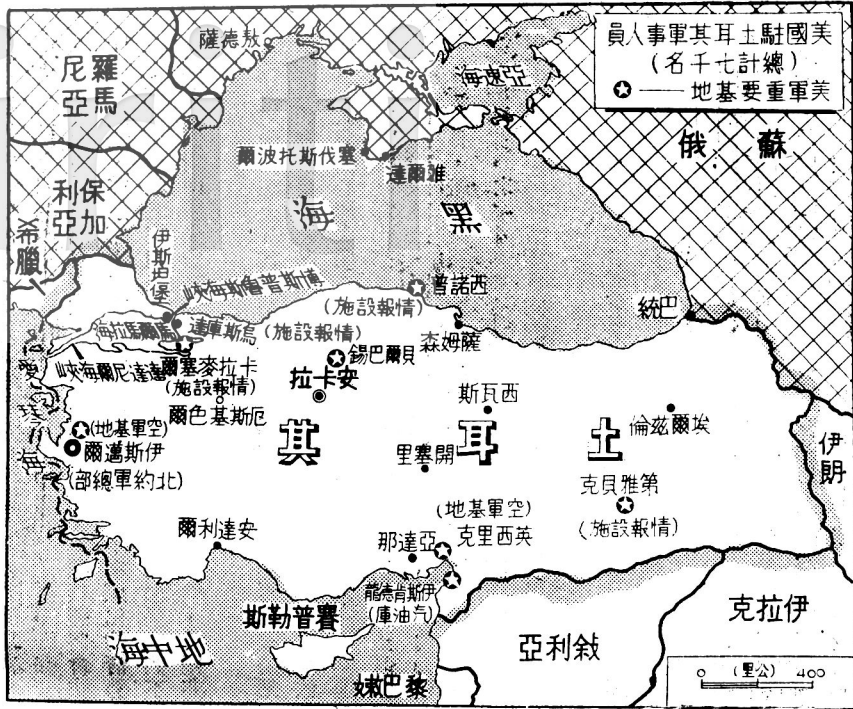 美國駐土耳其軍事人員
(總計七千名)
美軍重要基地——✪
敖德薩
羅馬
尼亞
亞速海
蘇俄
塞伐斯托波爾
雅爾達
保加
利亞
黑海
希臘
伊斯坦堡
博斯普魯斯海峽
西諾普
(情報設施)
巴統
馬爾馬拉海
烏斯庫達
(情報設施)
薩姆森
達達尼爾海峽
卡拉麥塞爾
(情報設施)
貝爾巴錫
安卡拉
厄斯基色爾
愛琴海
西瓦斯
埃爾茲倫
(空軍基地)
伊斯邁爾
(北約軍總部)
土耳其
伊朗
開塞里
第雅貝克
(情報設施)
(空軍基地)
英西里克
安達利爾
亞達那
伊斯肯德龍
(汽油庫)
賽普勒斯
地中海
敍利亞
伊拉克
黎巴嫩
0 (公里) 400